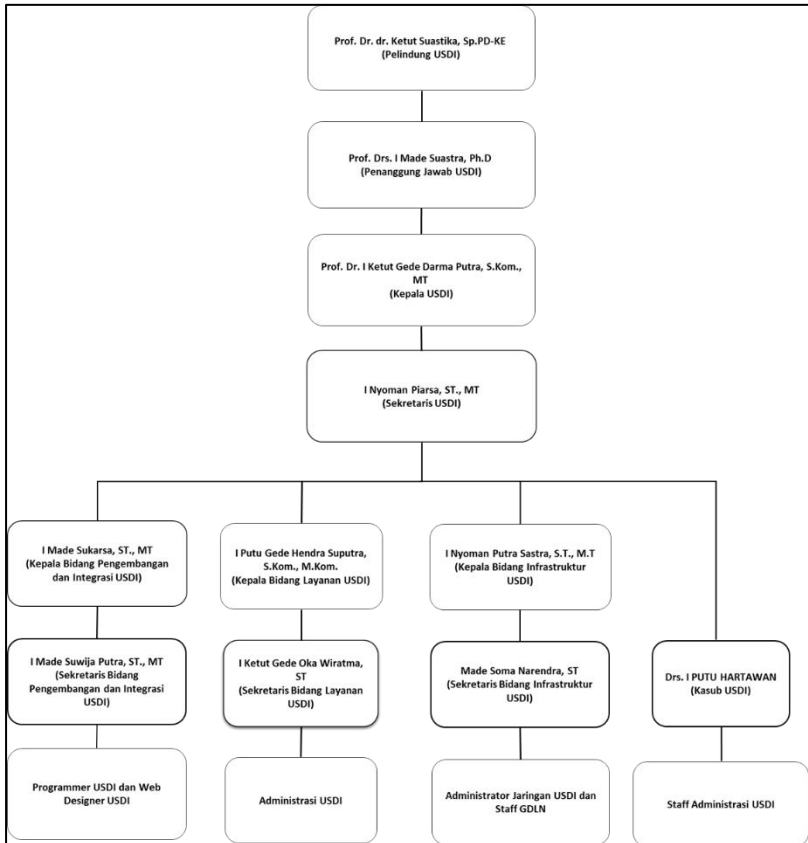 Prof. Dr. dr. Ketut Suastika, Sp.PD-KE
(Pelindung USDI)
Prof. Drs. I Made Suastra, Ph.D
(Penanggung Jawab USDI)
Prof. Dr. I Ketut Gede Darma Putra, S.Kom.,
MT
(Kepala USDI)
I Nyoman Piarsa, ST., MT
(Sekretaris USDI)
I Made Sukarsa, ST., MT
(Kepala Bidang Pengembangan
dan Integrasi USDI)
I Putu Gede Hendra Suputra,
S.Kom., M.Kom.
(Kepala Bidang Layanan USDI)
I Nyoman Putra Sastra, S.T., M.T
(Kepala Bidang Infrastruktur
USDI)
I Made Suwija Putra, ST., MT
(Sekretaris Bidang
Pengembangan dan Integrasi
USDI)
I Ketut Gede Oka Wiratma,
ST
(Sekretaris Bidang Layanan
USDI)
Made Soma Narendra, ST
(Sekretaris Bidang Infrastruktur
USDI)
Drs. I PUTU HARTAWAN
(Kasub USDI)
Programmer USDI dan Web
Designer USDI
Administrasi USDI
Administrator Jaringan USDI dan
Staff GDLN
Staff Administrasi USDI